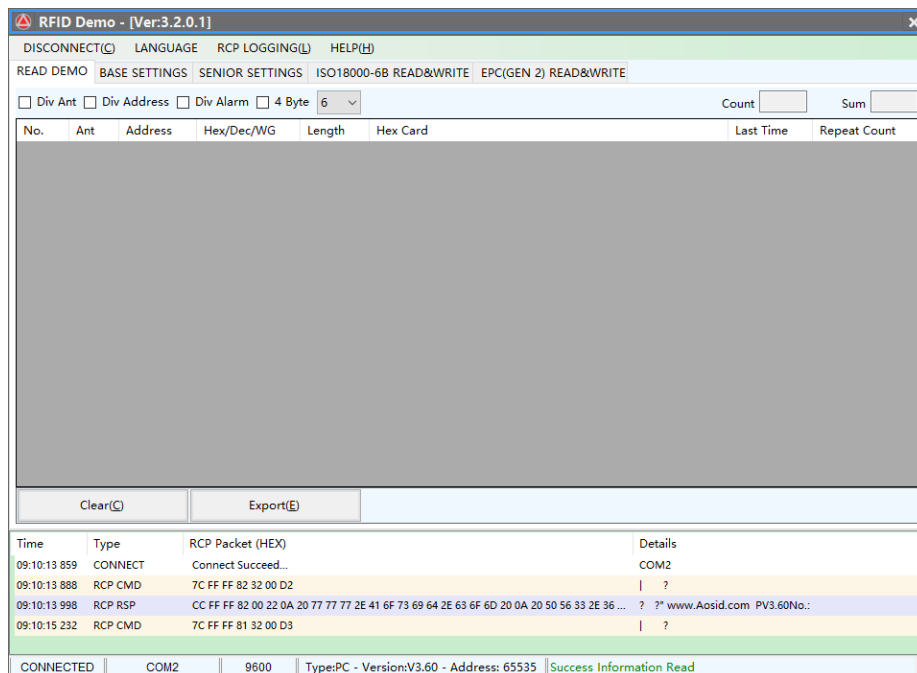 RFID Demo - [Ver:3.2.0.1]
DISCONNECT(C) LANGUAGE RCP LOGGING(L) HELP(H)
READ DEMO BASE SETTINGS SENIOR SETTINGS ISO18000-6B READ&WRITE EPC(GEN 2) READ&WRITE
Div Ant Div Address Div Alarm 4 Byte 6 Count Sum
No. Ant Address Hex/Dec/WG Length Hex Card Last Time Repeat Count
Clear(C) Export(E)
Time Type RCP Packet (HEX) Details
09:10:13 859 CONNECT Connect Succeed... COM2
09:10:13 888 RCP CMD 7C FF FF 82 32 00 D2 | ?
09:10:13 998 RCP RSP CC FF FF 82 00 22 0A 20 77 77 77 2E 41 6F 73 69 64 2E 63 6F 6D 20 0A 20 50 56 33 2E 36 ... ? ?" www.Aosid.com PV3.60No.:
09:10:15 232 RCP CMD 7C FF FF 81 32 00 D3 | ?
CONNECTED COM2 9600 Type:PC - Version:V3.60 - Address: 65535 Success Information Read